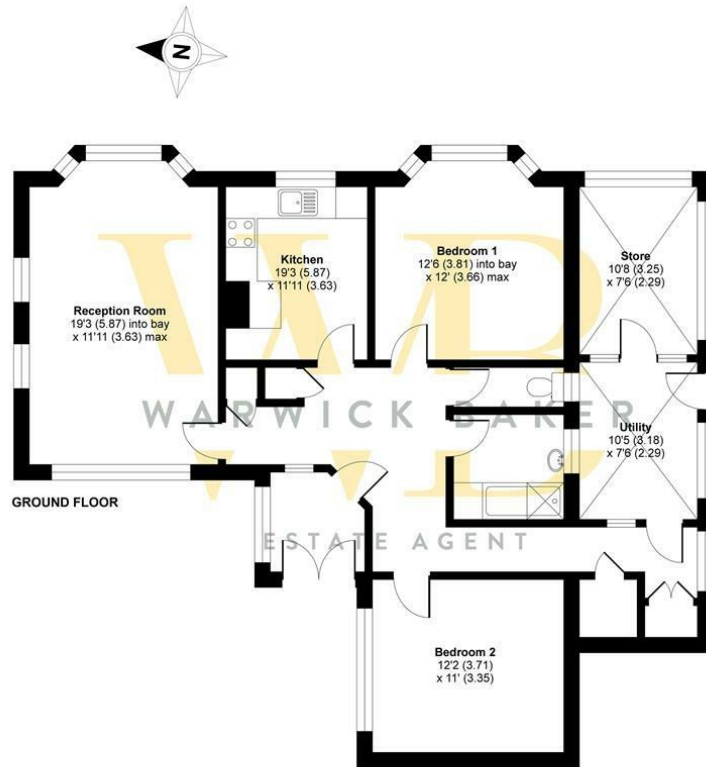 N
Reception Room
19'3 (5.87) into bay
x 11'11 (3.63) max
Kitchen
19'3 (5.87)
x 11'11 (3.63)
Bedroom 1
12'6 (3.81) into bay
x 12' (3.66) max
Store
10'8 (3.25)
x 7'6 (2.29)
Utility
10'5 (3.18)
x 7'6 (2.29)
WB
WARWICK BAKER
ESTATE AGENT
GROUND FLOOR
Bedroom 2
12'2 (3.71)
x 11' (3.35)